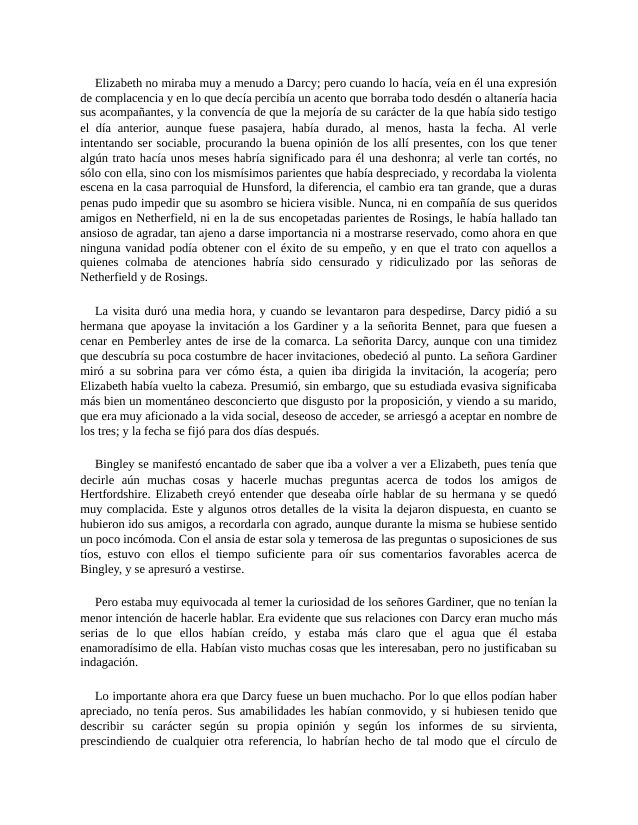 Elizabeth no miraba muy a menudo a Darcy; pero cuando lo hacía, veía en él una expresión
de complacencia y en lo que decía percibía un acento que borraba todo desdén o altanería hacia
sus acompañantes, y la convencía de que la mejoría de su carácter de la que había sido testigo
el día anterior, aunque fuese pasajera, había durado, al menos, hasta la fecha. Al verle
intentando ser sociable, procurando la buena opinión de los allí presentes, con los que tener
algún trato hacía unos meses habría significado para él una deshonra; al verle tan cortés, no
sólo con ella, sino con los mismísimos parientes que había despreciado, y recordaba la violenta
escena en la casa parroquial de Hunsford, la diferencia, el cambio era tan grande, que a duras
penas pudo impedir que su asombro se hiciera visible. Nunca, ni en compañía de sus queridos
amigos en Netherfield, ni en la de sus encopetadas parientes de Rosings, le había hallado tan
ansioso de agradar, tan ajeno a darse importancia ni a mostrarse reservado, como ahora en que
ninguna vanidad podía obtener con el éxito de su empeño, y en que el trato con aquellos a
quienes colmaba de atenciones habría sido censurado y ridiculizado por las señoras de
Netherfield y de Rosings.
La visita duró una media hora, y cuando se levantaron para despedirse, Darcy pidió a su
hermana que apoyase la invitación a los Gardiner y a la señorita Bennet, para que fuesen a
cenar en Pemberley antes de irse de la comarca. La señorita Darcy, aunque con una timidez
que descubría su poca costumbre de hacer invitaciones, obedeció al punto. La señora Gardiner
miró a su sobrina para ver cómo ésta, a quien iba dirigida la invitación, la acogería; pero
Elizabeth había vuelto la cabeza. Presumió, sin embargo, que su estudiada evasiva significaba
más bien un momentáneo desconcierto que disgusto por la proposición, y viendo a su marido,
que era muy aficionado a la vida social, deseoso de acceder, se arriesgó a aceptar en nombre de
los tres; y la fecha se fijó para dos días después.
Bingley se manifestó encantado de saber que iba a volver a ver a Elizabeth, pues tenía que
decirle aún muchas cosas y hacerle muchas preguntas acerca de todos los amigos de
Hertfordshire. Elizabeth creyó entender que deseaba oírle hablar de su hermana y se quedó
muy complacida. Este y algunos otros detalles de la visita la dejaron dispuesta, en cuanto se
hubieron ido sus amigos, a recordarla con agrado, aunque durante la misma se hubiese sentido
un poco incómoda. Con el ansia de estar sola y temerosa de las preguntas o suposiciones de sus
tíos, estuvo con ellos el tiempo suficiente para oír sus comentarios favorables acerca de
Bingley, y se apresuró a vestirse.
Pero estaba muy equivocada al temer la curiosidad de los señores Gardiner, que no tenían la
menor intención de hacerle hablar. Era evidente que sus relaciones con Darcy eran mucho más
serias de lo que ellos habían creído, y estaba más claro que el agua que él estaba
enamoradísimo de ella. Habían visto muchas cosas que les interesaban, pero no justificaban su
indagación.
Lo importante ahora era que Darcy fuese un buen muchacho. Por lo que ellos podían haber
apreciado, no tenía peros. Sus amabilidades les habían conmovido, y si hubiesen tenido que
describir su carácter según su propia opinión y según los informes de su sirvienta,
prescindiendo de cualquier otra referencia, lo habrían hecho de tal modo que el círculo de